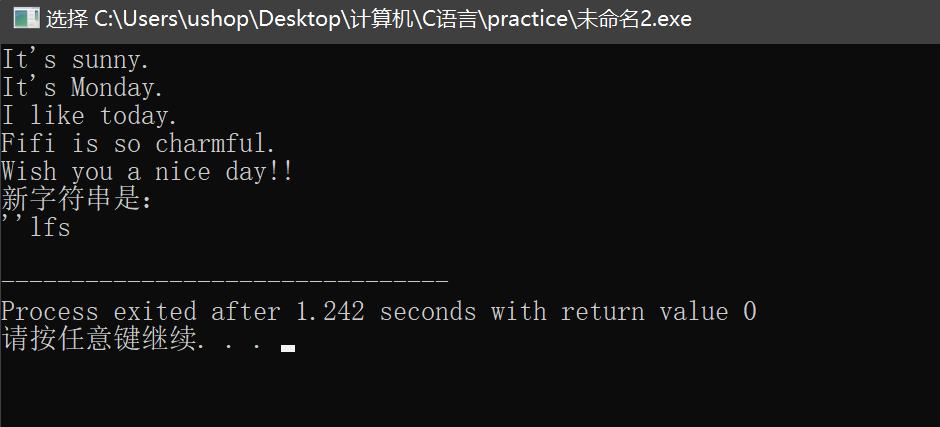 选择 C:\Users\ushop\Desktop\计算机\C语言\practice\未命名2.exe
It's sunny.
It's Monday.
I like today.
Fifi is so charmful.
Wish you a nice day!!
新字符串是：
''lfs
--------------------------------
Process exited after 1.242 seconds with return value 0
请按任意键继续. . .